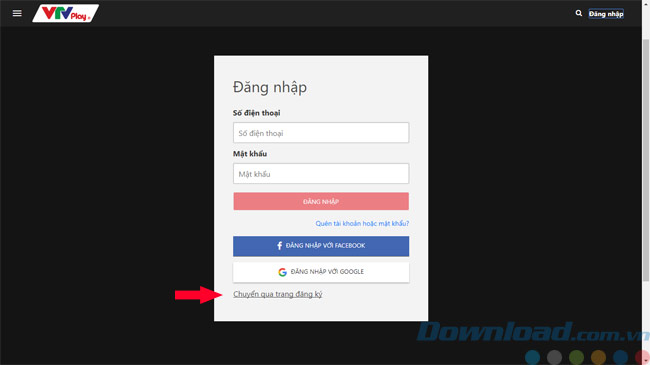 VTV Play
Đăng nhập
Đăng nhập
Số điện thoại
Số điện thoại
Mật khẩu
Mật khẩu
ĐĂNG NHẬP
Quên tài khoản hoặc mật khẩu?
ĐĂNG NHẬP VỚI FACEBOOK
ĐĂNG NHẬP VỚI GOOGLE
Chuyển qua trang đăng ký
Download.com.vn